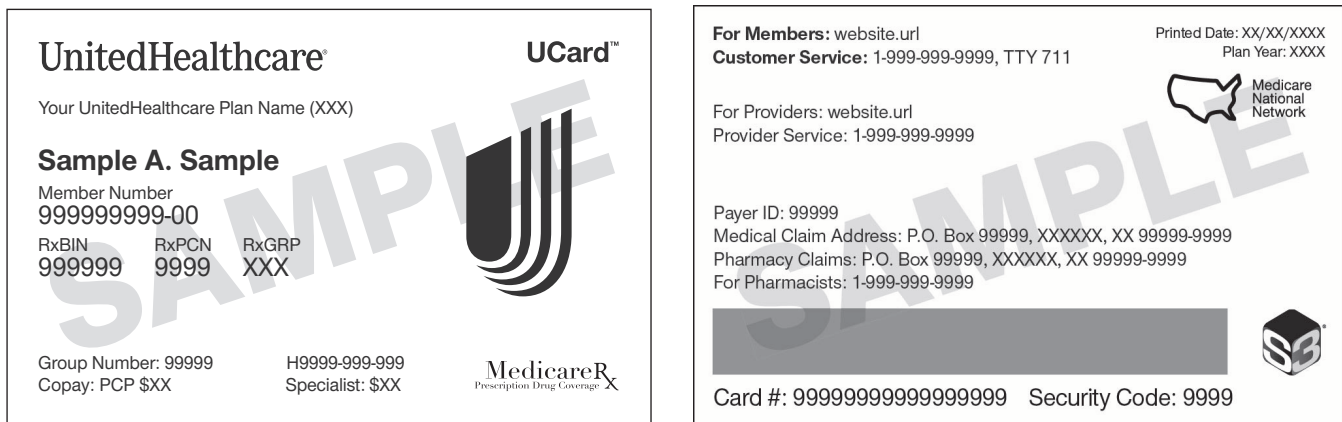 UnitedHealthcare®
UCard™
Your UnitedHealthcare Plan Name (XXX)
Sample A. Sample
Member Number
999999999-00
RxBIN RxPCN RxGRP
999999 9999 XXX
SAMPLE
Group Number: 99999 H9999-999-999
Copay: PCP $XX Specialist: $XX
MedicareRx
Prescription Drug Coverage
For Members: website.url
Customer Service: 1-999-999-9999, TTY 711
Printed Date: XX/XX/XXXX
Plan Year: XXXX
Medicare
National
Network
For Providers: website.url
Provider Service: 1-999-999-9999
SAMPLE
Payer ID: 99999
Medical Claim Address: P.O. Box 99999, XXXXXX, XX 99999-9999
Pharmacy Claims: P.O. Box 99999, XXXXXX, XX 99999-9999
For Pharmacists: 1-999-999-9999
S3
Card #: 99999999999999999 Security Code: 9999